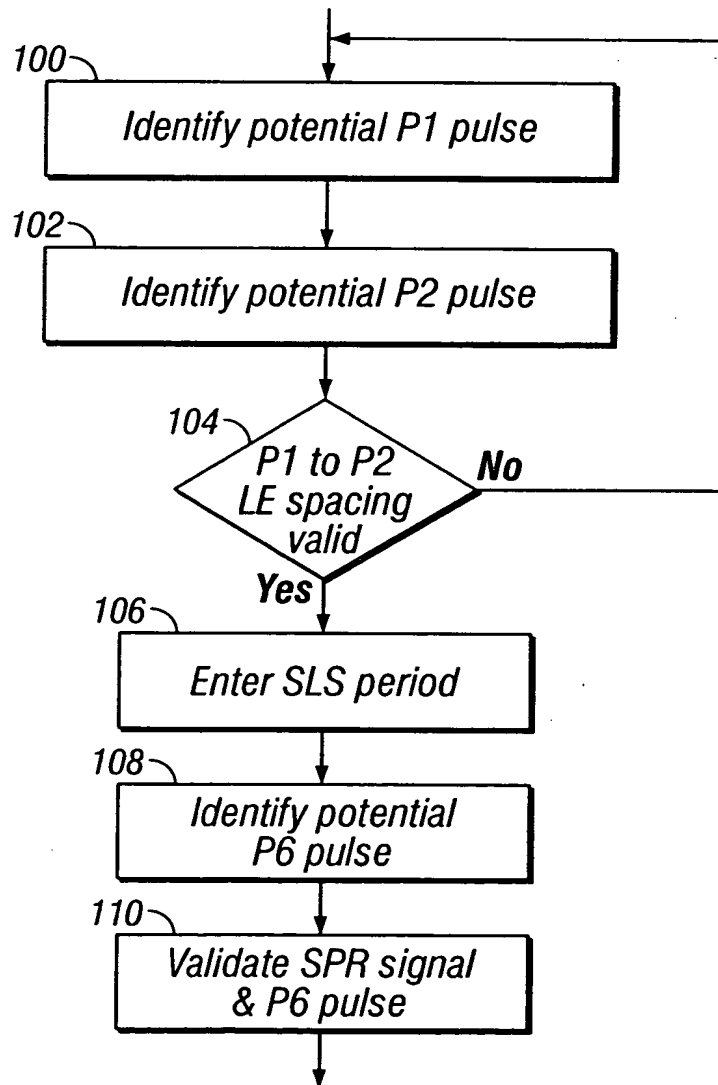 100
Identify potential P1 pulse
102
Identify potential P2 pulse
104
P1 to P2
LE spacing
valid
No
Yes
106
Enter SLS period
108
Identify potential
P6 pulse
110
Validate SPR signal
& P6 pulse